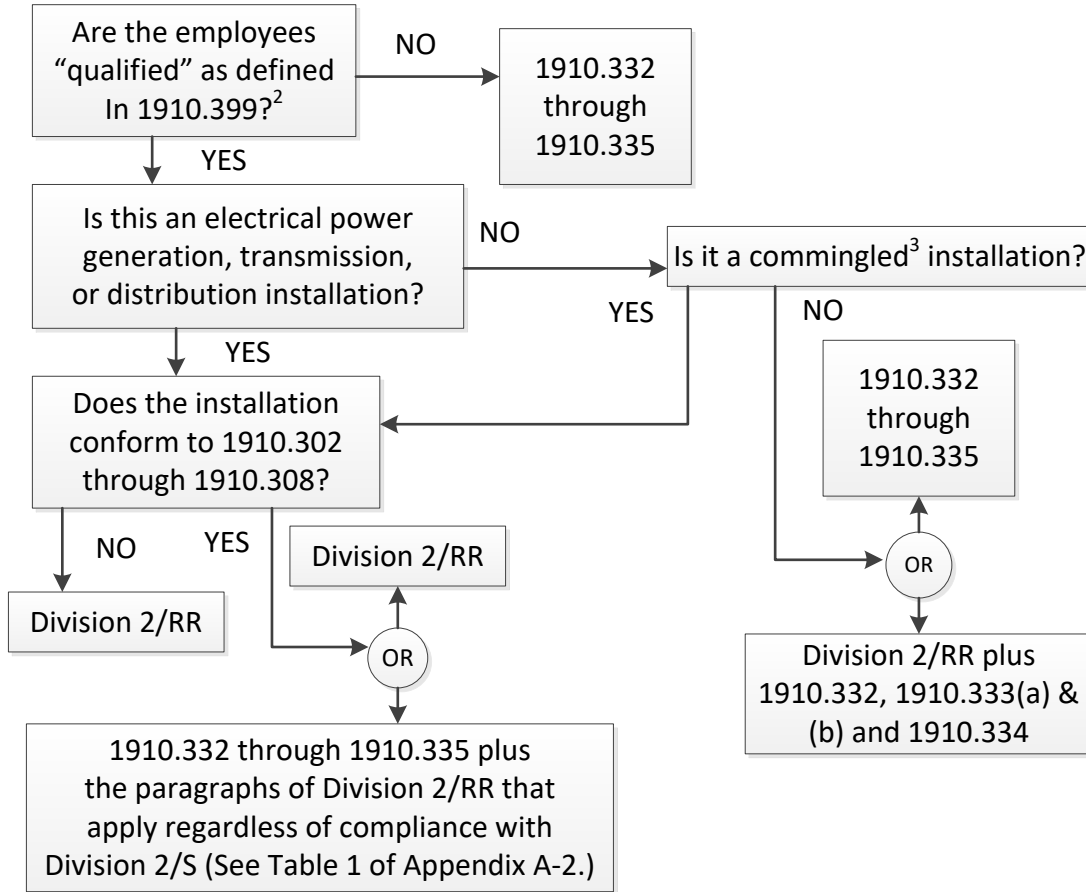 Are the employees
“qualified” as defined
In 1910.399?2
NO
1910.332
through
1910.335
YES
Is this an electrical power
generation, transmission,
or distribution installation?
NO
Is it a commingled3 installation?
YES
NO
YES
Does the installation
conform to 1910.302
through 1910.308?
1910.332
through
1910.335
NO
YES
Division 2/RR
OR
Division 2/RR
OR
Division 2/RR plus
1910.332, 1910.333(a) &
(b) and 1910.334
1910.332 through 1910.335 plus
the paragraphs of Division 2/RR that
apply regardless of compliance with
Division 2/S (See Table 1 of Appendix A-2.)